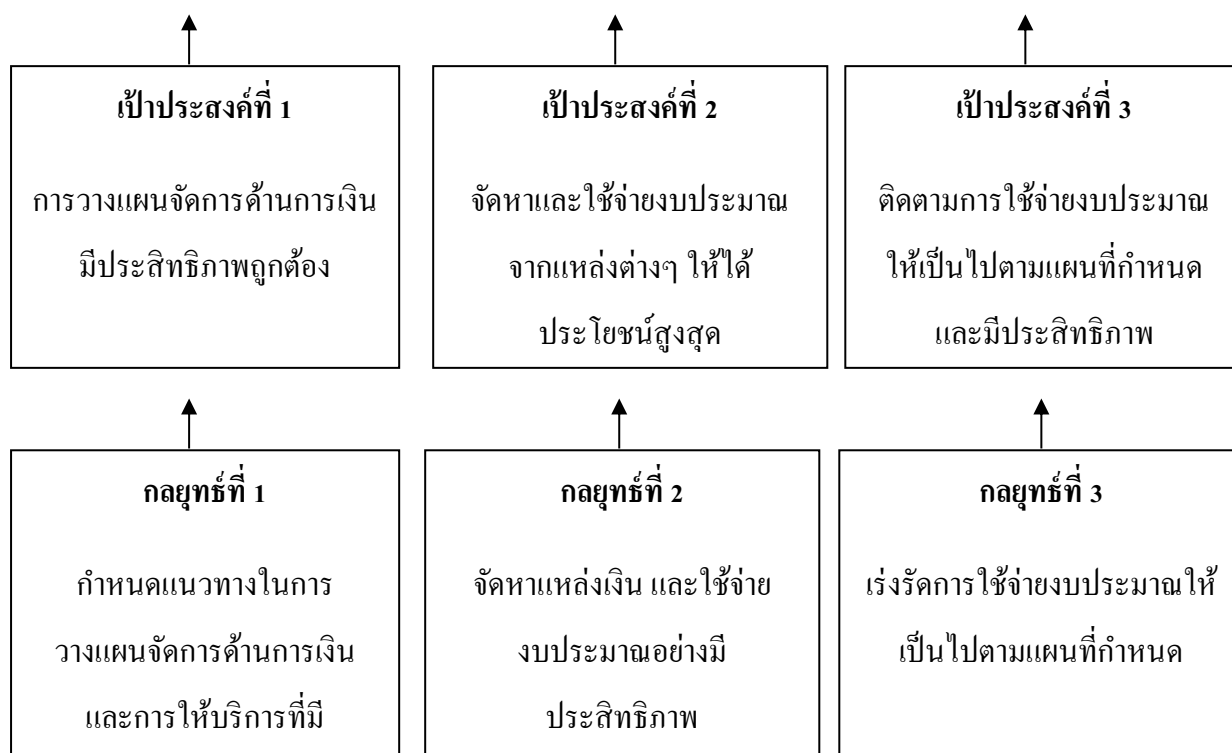 เป้าประสงค์ที่ 1
การวางแผนจัดการด้านการเงิน
มีประสิทธิภาพถูกต้อง
เป้าประสงค์ที่ 2
จัดหาและใช้จ่ายงบประมาณ
จากแหล่งต่างๆ ให้ได้
ประโยชน์สูงสุด
เป้าประสงค์ที่ 3
ติดตามการใช้จ่ายงบประมาณ
ให้เป็นไปตามแผนที่กำหนด
และมีประสิทธิภาพ
กลยุทธ์ที่ 1
กำหนดแนวทางในการ
วางแผนจัดการด้านการเงิน
และการให้บริการที่มี
กลยุทธ์ที่ 2
จัดหาแหล่งเงิน และใช้จ่าย
งบประมาณอย่างมี
ประสิทธิภาพ
กลยุทธ์ที่ 3
เร่งรัดการใช้จ่ายงบประมาณให้
เป็นไปตามแผนที่กำหนด